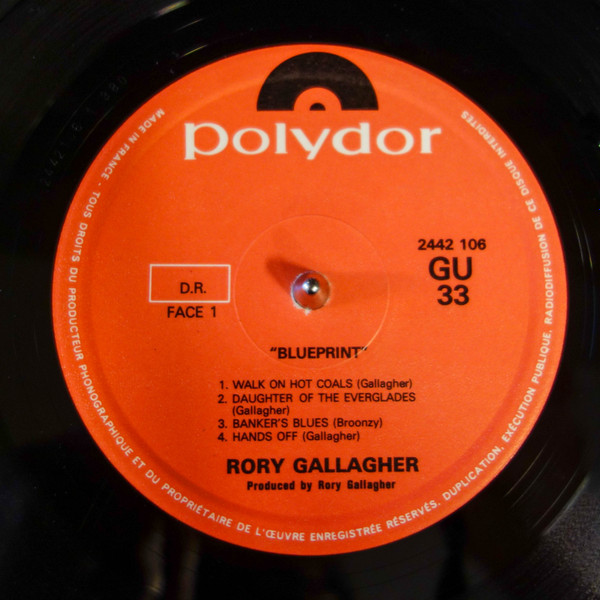 polydor
2442 106
GU
33
D.R.
FACE 1
"BLUEPRINT"
1. WALK ON HOT COALS (Gallagher)
2. DAUGHTER OF THE EVERGLADES
(Gallagher)
3. BANKER'S BLUES (Broonzy)
4. HANDS OFF (Gallagher)
RORY GALLAGHER
Produced by Rory Gallagher
MADE IN FRANCE - TOUS DROITS DU PRODUCTEUR PHONOGRAPHIQUE ET DU PROPRIÉTAIRE DE L'ŒUVRE ENREGISTRÉE RÉSERVÉS. DUPLICATION, EXÉCUTION PUBLIQUE, RADIODIFFUSION DE CE DISQUE INTERDITES